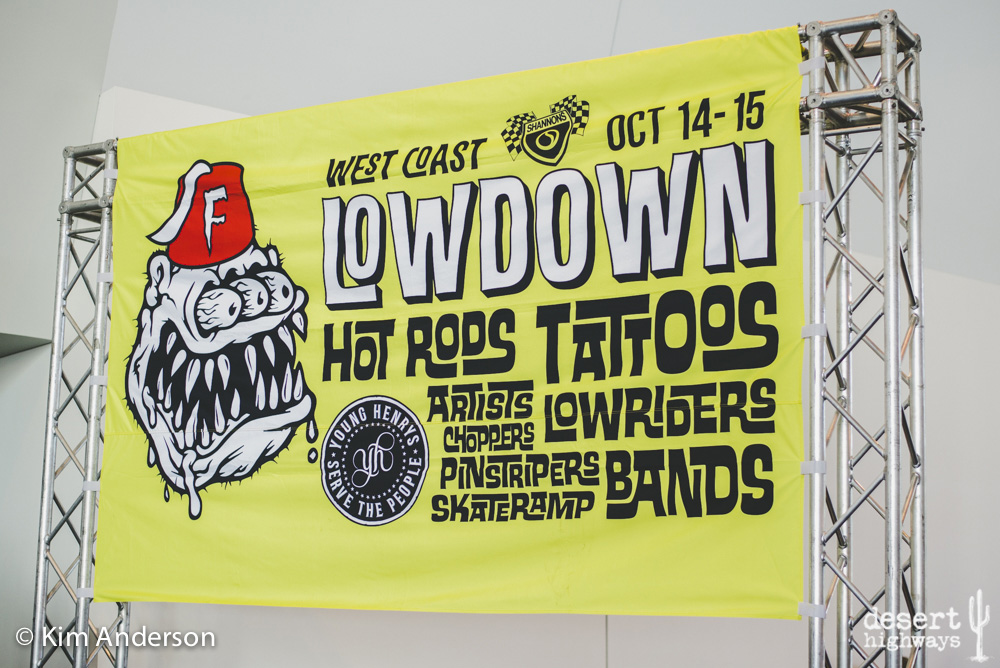 WEST COAST
SHANNONS
OCT 14-15
LOWDOWN
F
HOT RODS
TATTOOS
ARTISTS
CHOPPERS
LOWRIDERS
PINSTRIPERS
SKATERAMP
BANDS
YOUNG HENRYS
yh
SERVE THE PEOPLE
© Kim Anderson
desert
highways